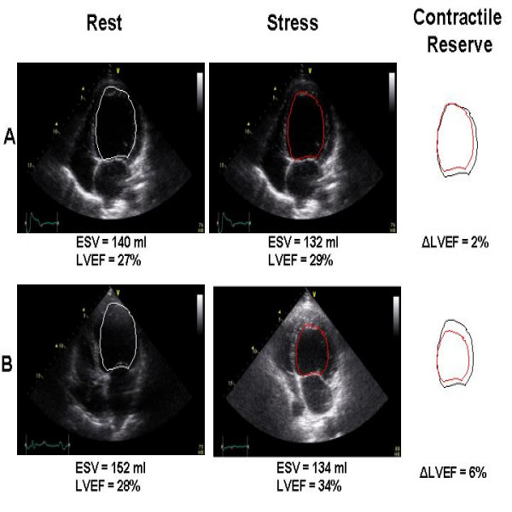 Rest
Stress
Contractile
Reserve
A
ESV = 140 ml
LVEF = 27%
ESV = 132 ml
LVEF = 29%
ΔLVEF = 2%
B
ESV = 152 ml
LVEF = 28%
ESV = 134 ml
LVEF = 34%
ΔLVEF = 6%